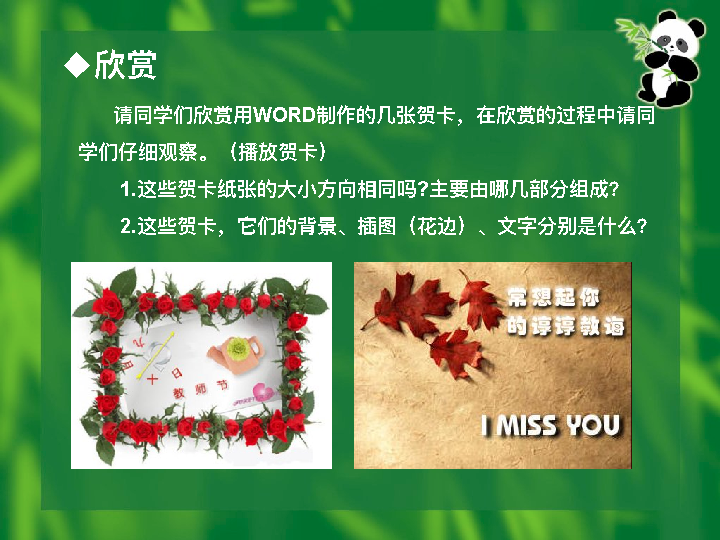 ◆欣赏
请同学们欣赏用WORD制作的几张贺卡，在欣赏的过程中请同
学们仔细观察。（播放贺卡）
1.这些贺卡纸张的大小方向相同吗?主要由哪几部分组成?
2.这些贺卡，它们的背景、插图（花边）、文字分别是什么?
九
月
十
日
教师节
常想起你
的谆谆教诲
I MISS YOU